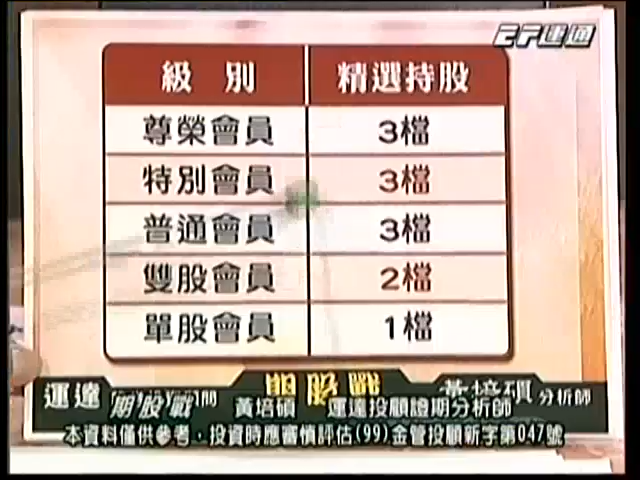 運通
級別 精選持股
尊榮會員 3檔
特別會員 3檔
普通會員 3檔
雙股會員 2檔
單股會員 1檔
運達 期股戰 黃培碩 分析師
黃培碩 運達投顧證期分析師
本資料僅供參考，投資時應審慎評估(99)金管投顧新字第047號